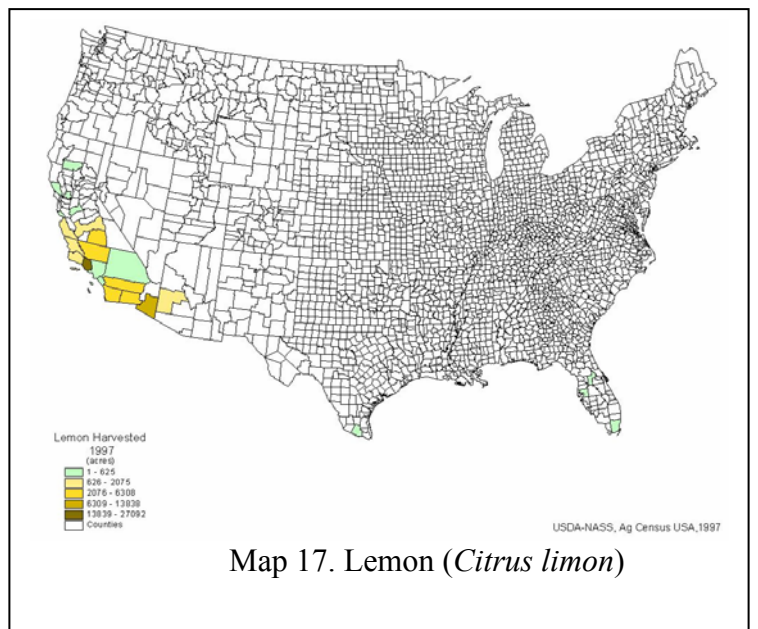 Lemon Harvested
1997
(acres)
1 - 625
626 - 2075
2076 - 6308
6309 - 13838
13839 - 27092
Counties
USDA-NASS, Ag Census USA,1997
Map 17. Lemon (Citrus limon)